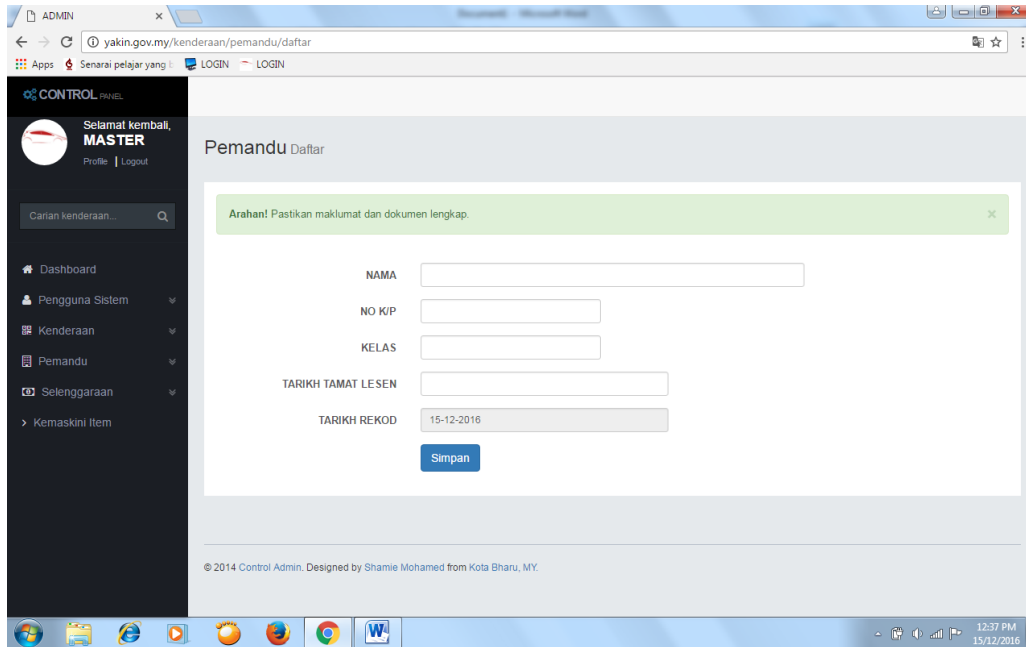 ADMIN
Document1 - Microsoft Word
yakin.gov.my/kenderaan/pemandu/daftar
Apps Senarai pelajar yang b LOGIN LOGIN
CONTROL PANEL
Selamat kembali,
MASTER
Profile | Logout
Pemandu Daftar
Carian kenderaan...
Arahan! Pastikan maklumat dan dokumen lengkap. ×
Dashboard
Pengguna Sistem
Kenderaan
Pemandu
Selenggaraan
> Kemaskini Item
NAMA
NO K/P
KELAS
TARIKH TAMAT LESEN
TARIKH REKOD 15-12-2016
Simpan
© 2014 Control Admin. Designed by Shamie Mohamed from Kota Bharu, MY.
12:37 PM
15/12/2016